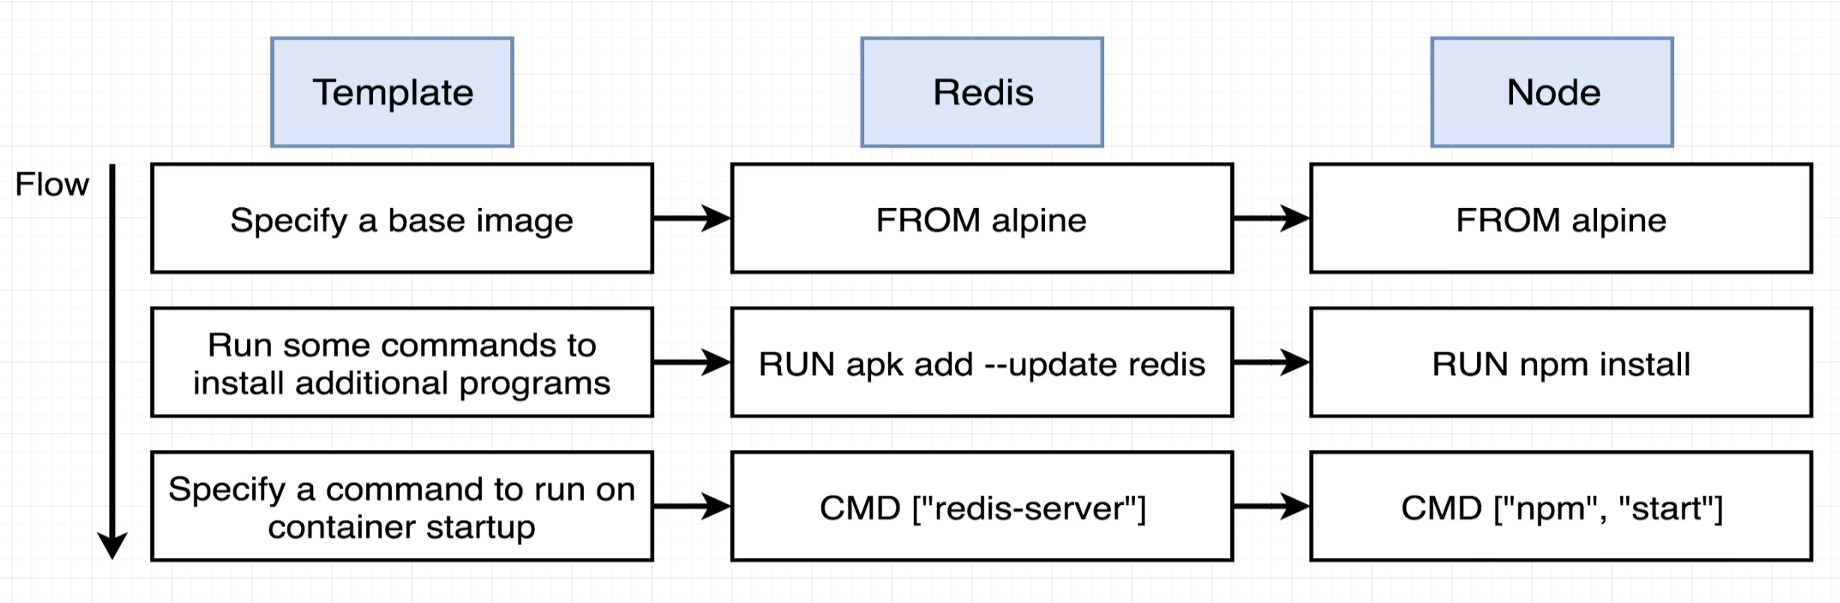 Template
Redis
Node
Flow
Specify a base image
FROM alpine
FROM alpine
Run some commands to
install additional programs
RUN apk add --update redis
RUN npm install
Specify a command to run on
container startup
CMD ["redis-server"]
CMD ["npm", "start"]